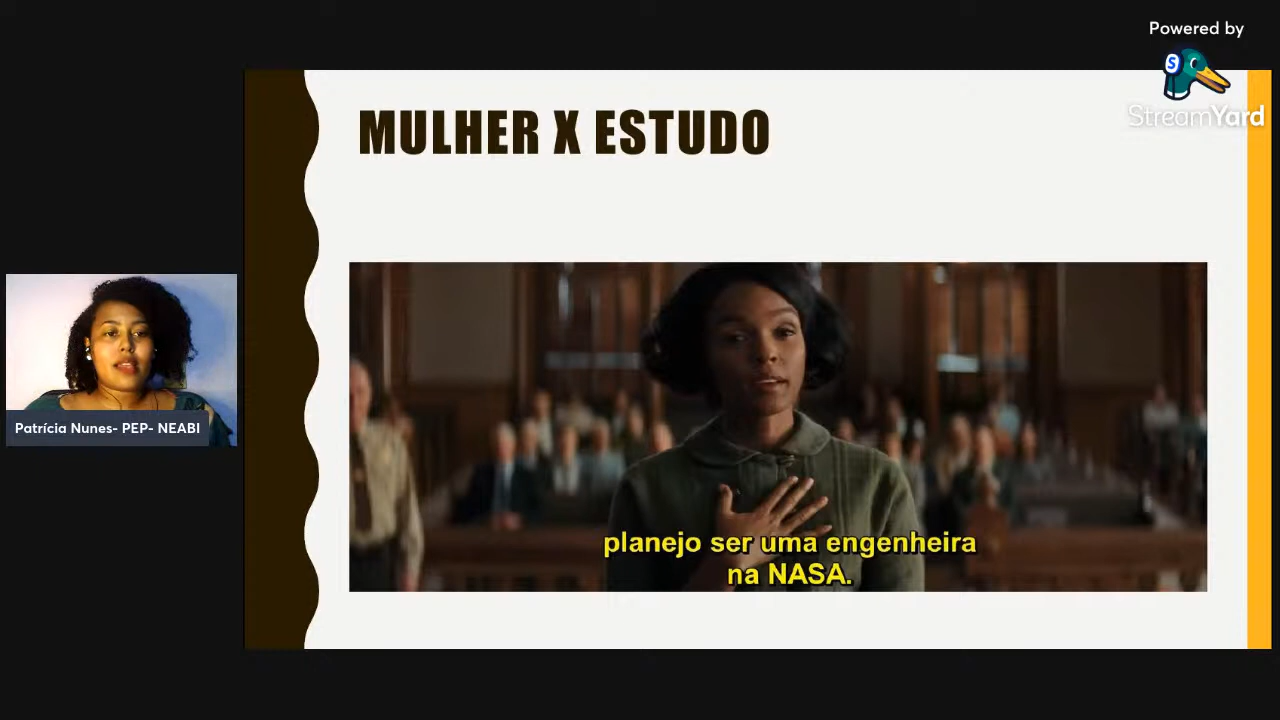 Powered by
S
StreamYard
MULHER X ESTUDO
planejo ser uma engenheira
na NASA.
Patrícia Nunes- PEP- NEABI